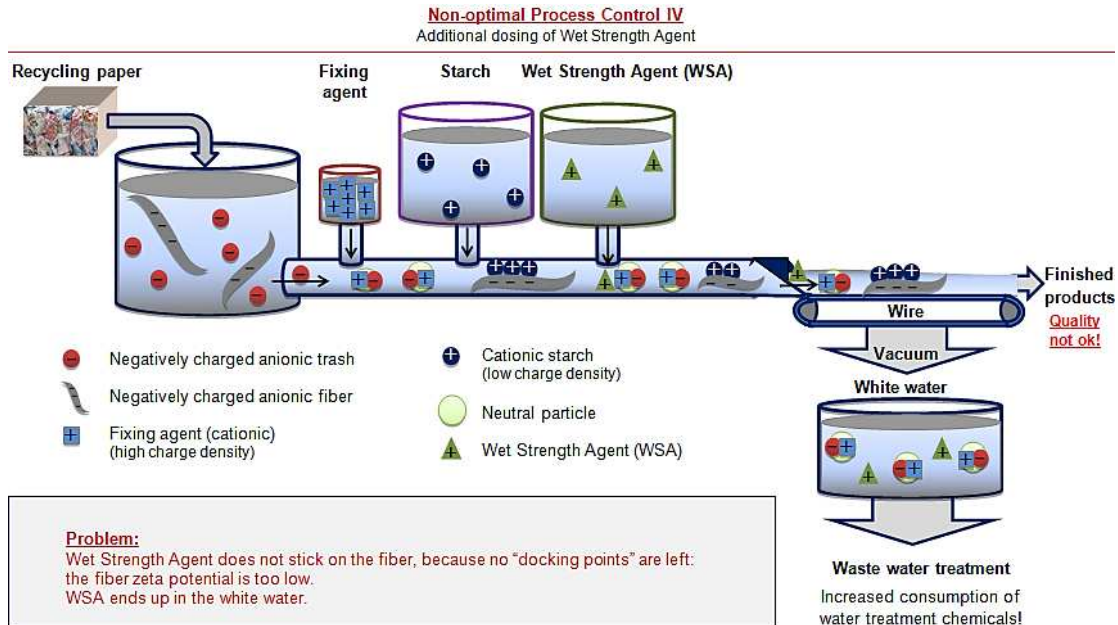 Non-optimal Process Control IV
Additional dosing of Wet Strength Agent
Recycling paper
Fixing
agent
Starch
Wet Strength Agent (WSA)
Finished
products
Quality
not ok!
Wire
Vacuum
White water
Negatively charged anionic trash
Negatively charged anionic fiber
Fixing agent (cationic)
(high charge density)
Cationic starch
(low charge density)
Neutral particle
Wet Strength Agent (WSA)
Problem:
Wet Strength Agent does not stick on the fiber, because no “docking points” are left:
the fiber zeta potential is too low.
WSA ends up in the white water.
Waste water treatment
Increased consumption of
water treatment chemicals!